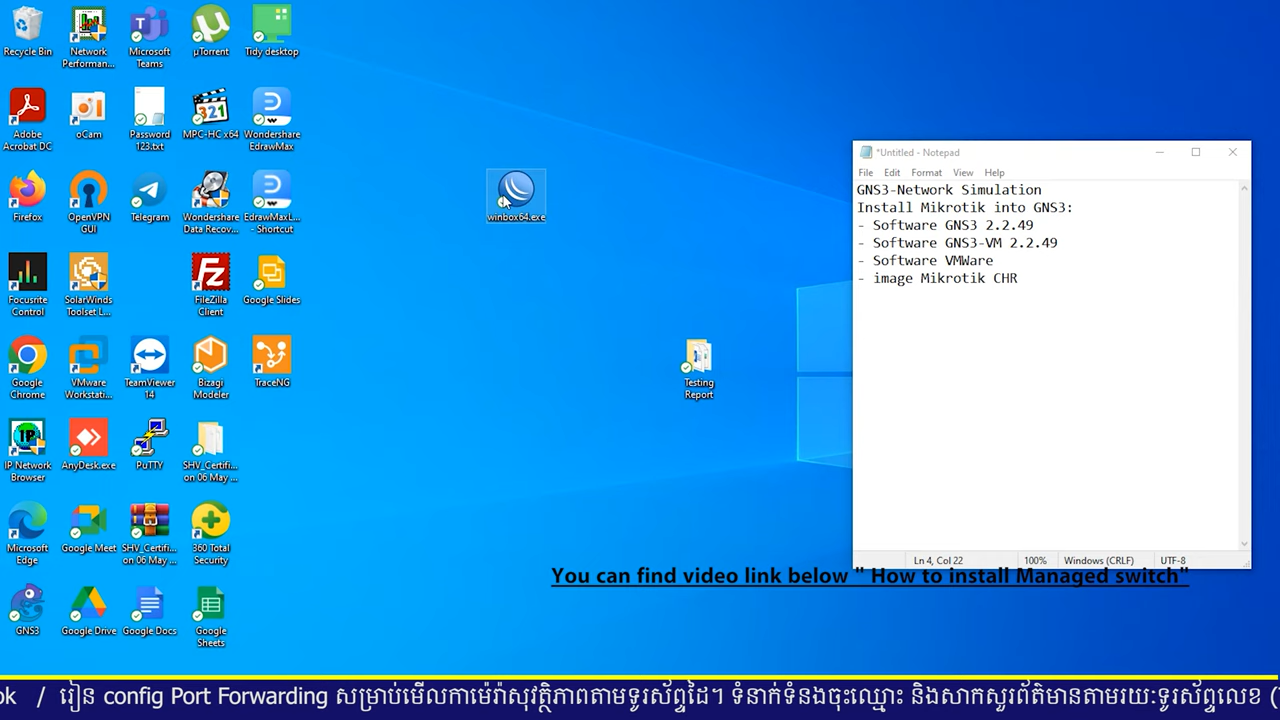 Recycle Bin
Network
Performan...
Microsoft
Teams
µTorrent
Tidy desktop
Adobe
Acrobat DC
oCam
Password
123.txt
321
MPC-HC x64
Wondershare
EdrawMax
Firefox
OpenVPN
GUI
Telegram
Wondershare
Data Recov...
EdrawMaxL...
- Shortcut
winbox64.exe
Focusrite
Control
SolarWinds
Toolset L...
FileZilla
Client
Google Slides
Google
Chrome
VMware
Workstati...
TeamViewer
14
Bizagi
Modeler
TraceNG
Testing
Report
IP
IP Network
Browser
AnyDesk.exe
PuTTY
SHV_Certifi...
on 06 May ...
Microsoft
Edge
Google Meet
SHV_Certifi...
on 06 May ...
360 Total
Security
GNS3
Google Drive
Google Docs
Google
Sheets
*Untitled - Notepad
File Edit Format View Help
GNS3-Network Simulation
Install Mikrotik into GNS3:
- Software GNS3 2.2.49
- Software GNS3-VM 2.2.49
- Software VMWare
- image Mikrotik CHR
Ln 4, Col 22 100% Windows (CRLF) UTF-8
You can find video link below " How to install Managed switch"
ok / រៀន config Port Forwarding សម្រាប់មើលកាម៉េរ៉ាសុវត្ថិភាពតាមទូរស័ព្ទដៃ។ ទំនាក់ទំនងចុះឈ្មោះ និងសាកសួរព័ត៌មានតាមរយៈទូរស័ព្ទលេខ (